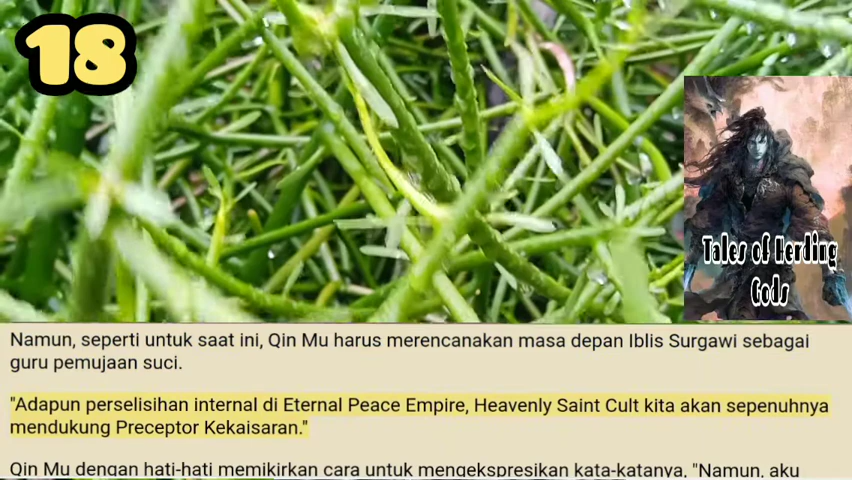 18
Tales of Herding
Gods
Namun, seperti untuk saat ini, Qin Mu harus merencanakan masa depan Iblis Surgawi sebagai
guru pemujaan suci.
"Adapun perselisihan internal di Eternal Peace Empire, Heavenly Saint Cult kita akan sepenuhnya
mendukung Preceptor Kekaisaran."
Qin Mu dengan hati-hati memikirkan cara untuk mengekspresikan kata-katanya, "Namun, aku